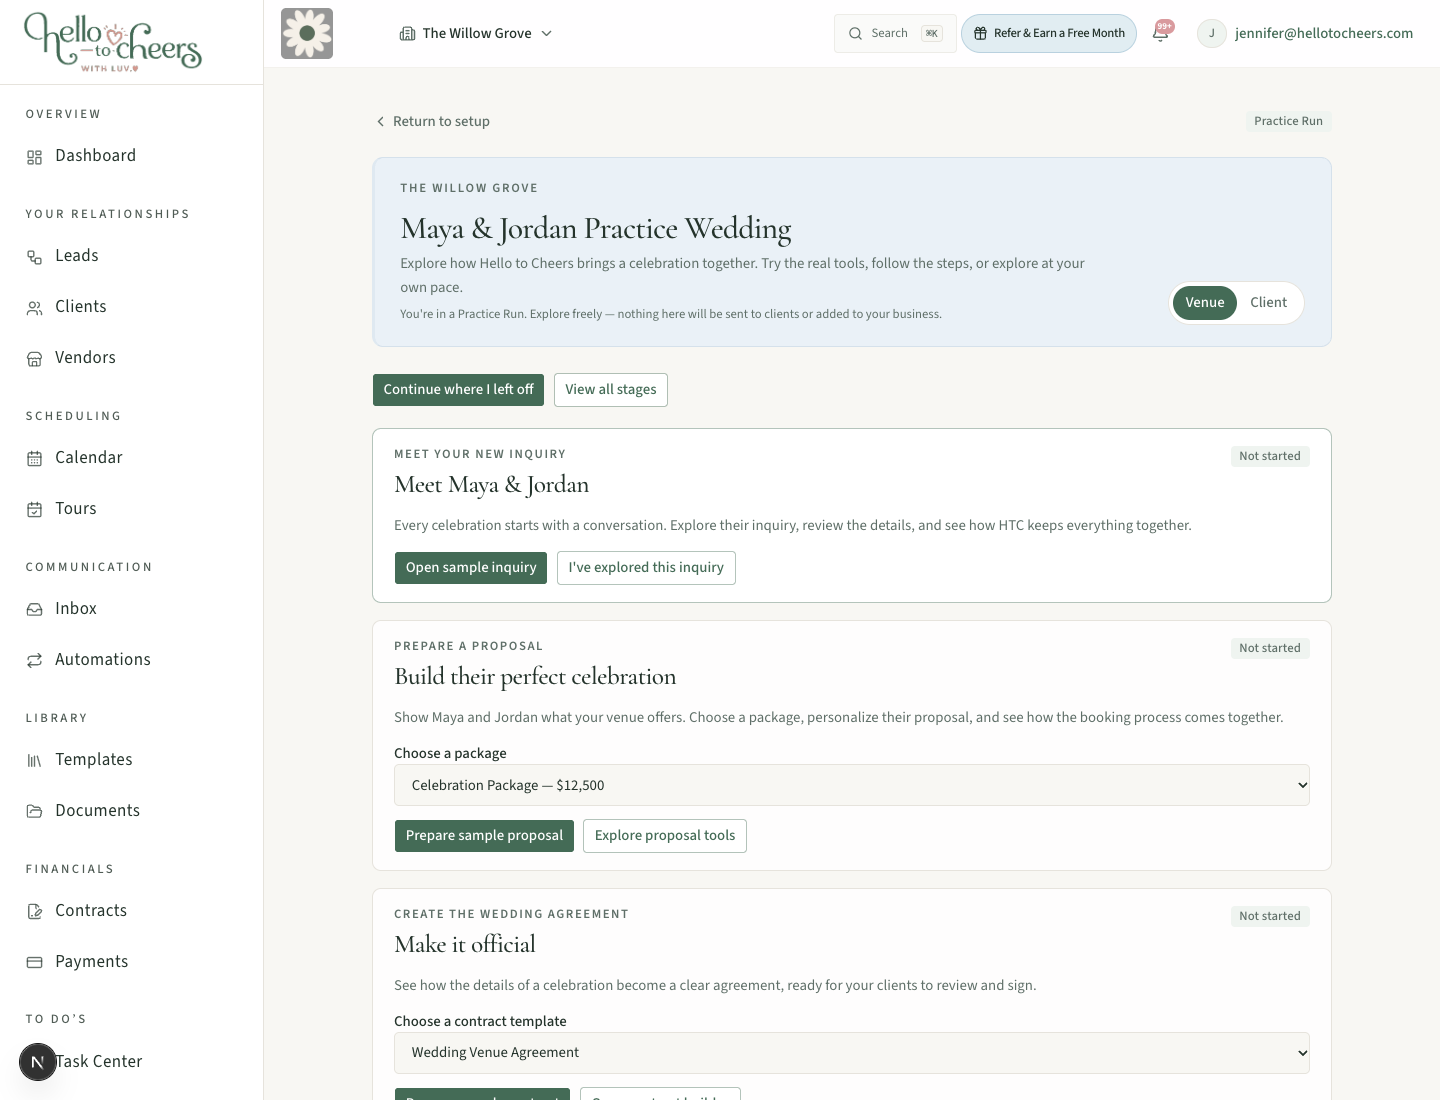 hello
to cheers
WITH LUV.
The Willow Grove
Search ⌘K
Refer & Earn a Free Month
99+
J
jennifer@hellotocheers.com
OVERVIEW
Dashboard
YOUR RELATIONSHIPS
Leads
Clients
Vendors
SCHEDULING
Calendar
Tours
COMMUNICATION
Inbox
Automations
LIBRARY
Templates
Documents
FINANCIALS
Contracts
Payments
TO DO'S
N
Task Center
Return to setup
Practice Run
THE WILLOW GROVE
Maya & Jordan Practice Wedding
Explore how Hello to Cheers brings a celebration together. Try the real tools, follow the steps, or explore at your
own pace.
You're in a Practice Run. Explore freely — nothing here will be sent to clients or added to your business.
Venue
Client
Continue where I left off
View all stages
MEET YOUR NEW INQUIRY
Not started
Meet Maya & Jordan
Every celebration starts with a conversation. Explore their inquiry, review the details, and see how HTC keeps everything together.
Open sample inquiry
I've explored this inquiry
PREPARE A PROPOSAL
Not started
Build their perfect celebration
Show Maya and Jordan what your venue offers. Choose a package, personalize their proposal, and see how the booking process comes together.
Choose a package
Celebration Package — $12,500
Prepare sample proposal
Explore proposal tools
CREATE THE WEDDING AGREEMENT
Not started
Make it official
See how the details of a celebration become a clear agreement, ready for your clients to review and sign.
Choose a contract template
Wedding Venue Agreement